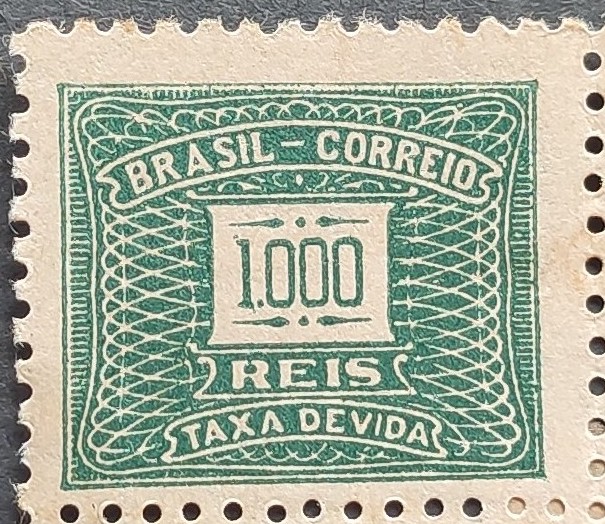 BRASIL - CORREIO
1.000
REIS
TAXA DEVIDA